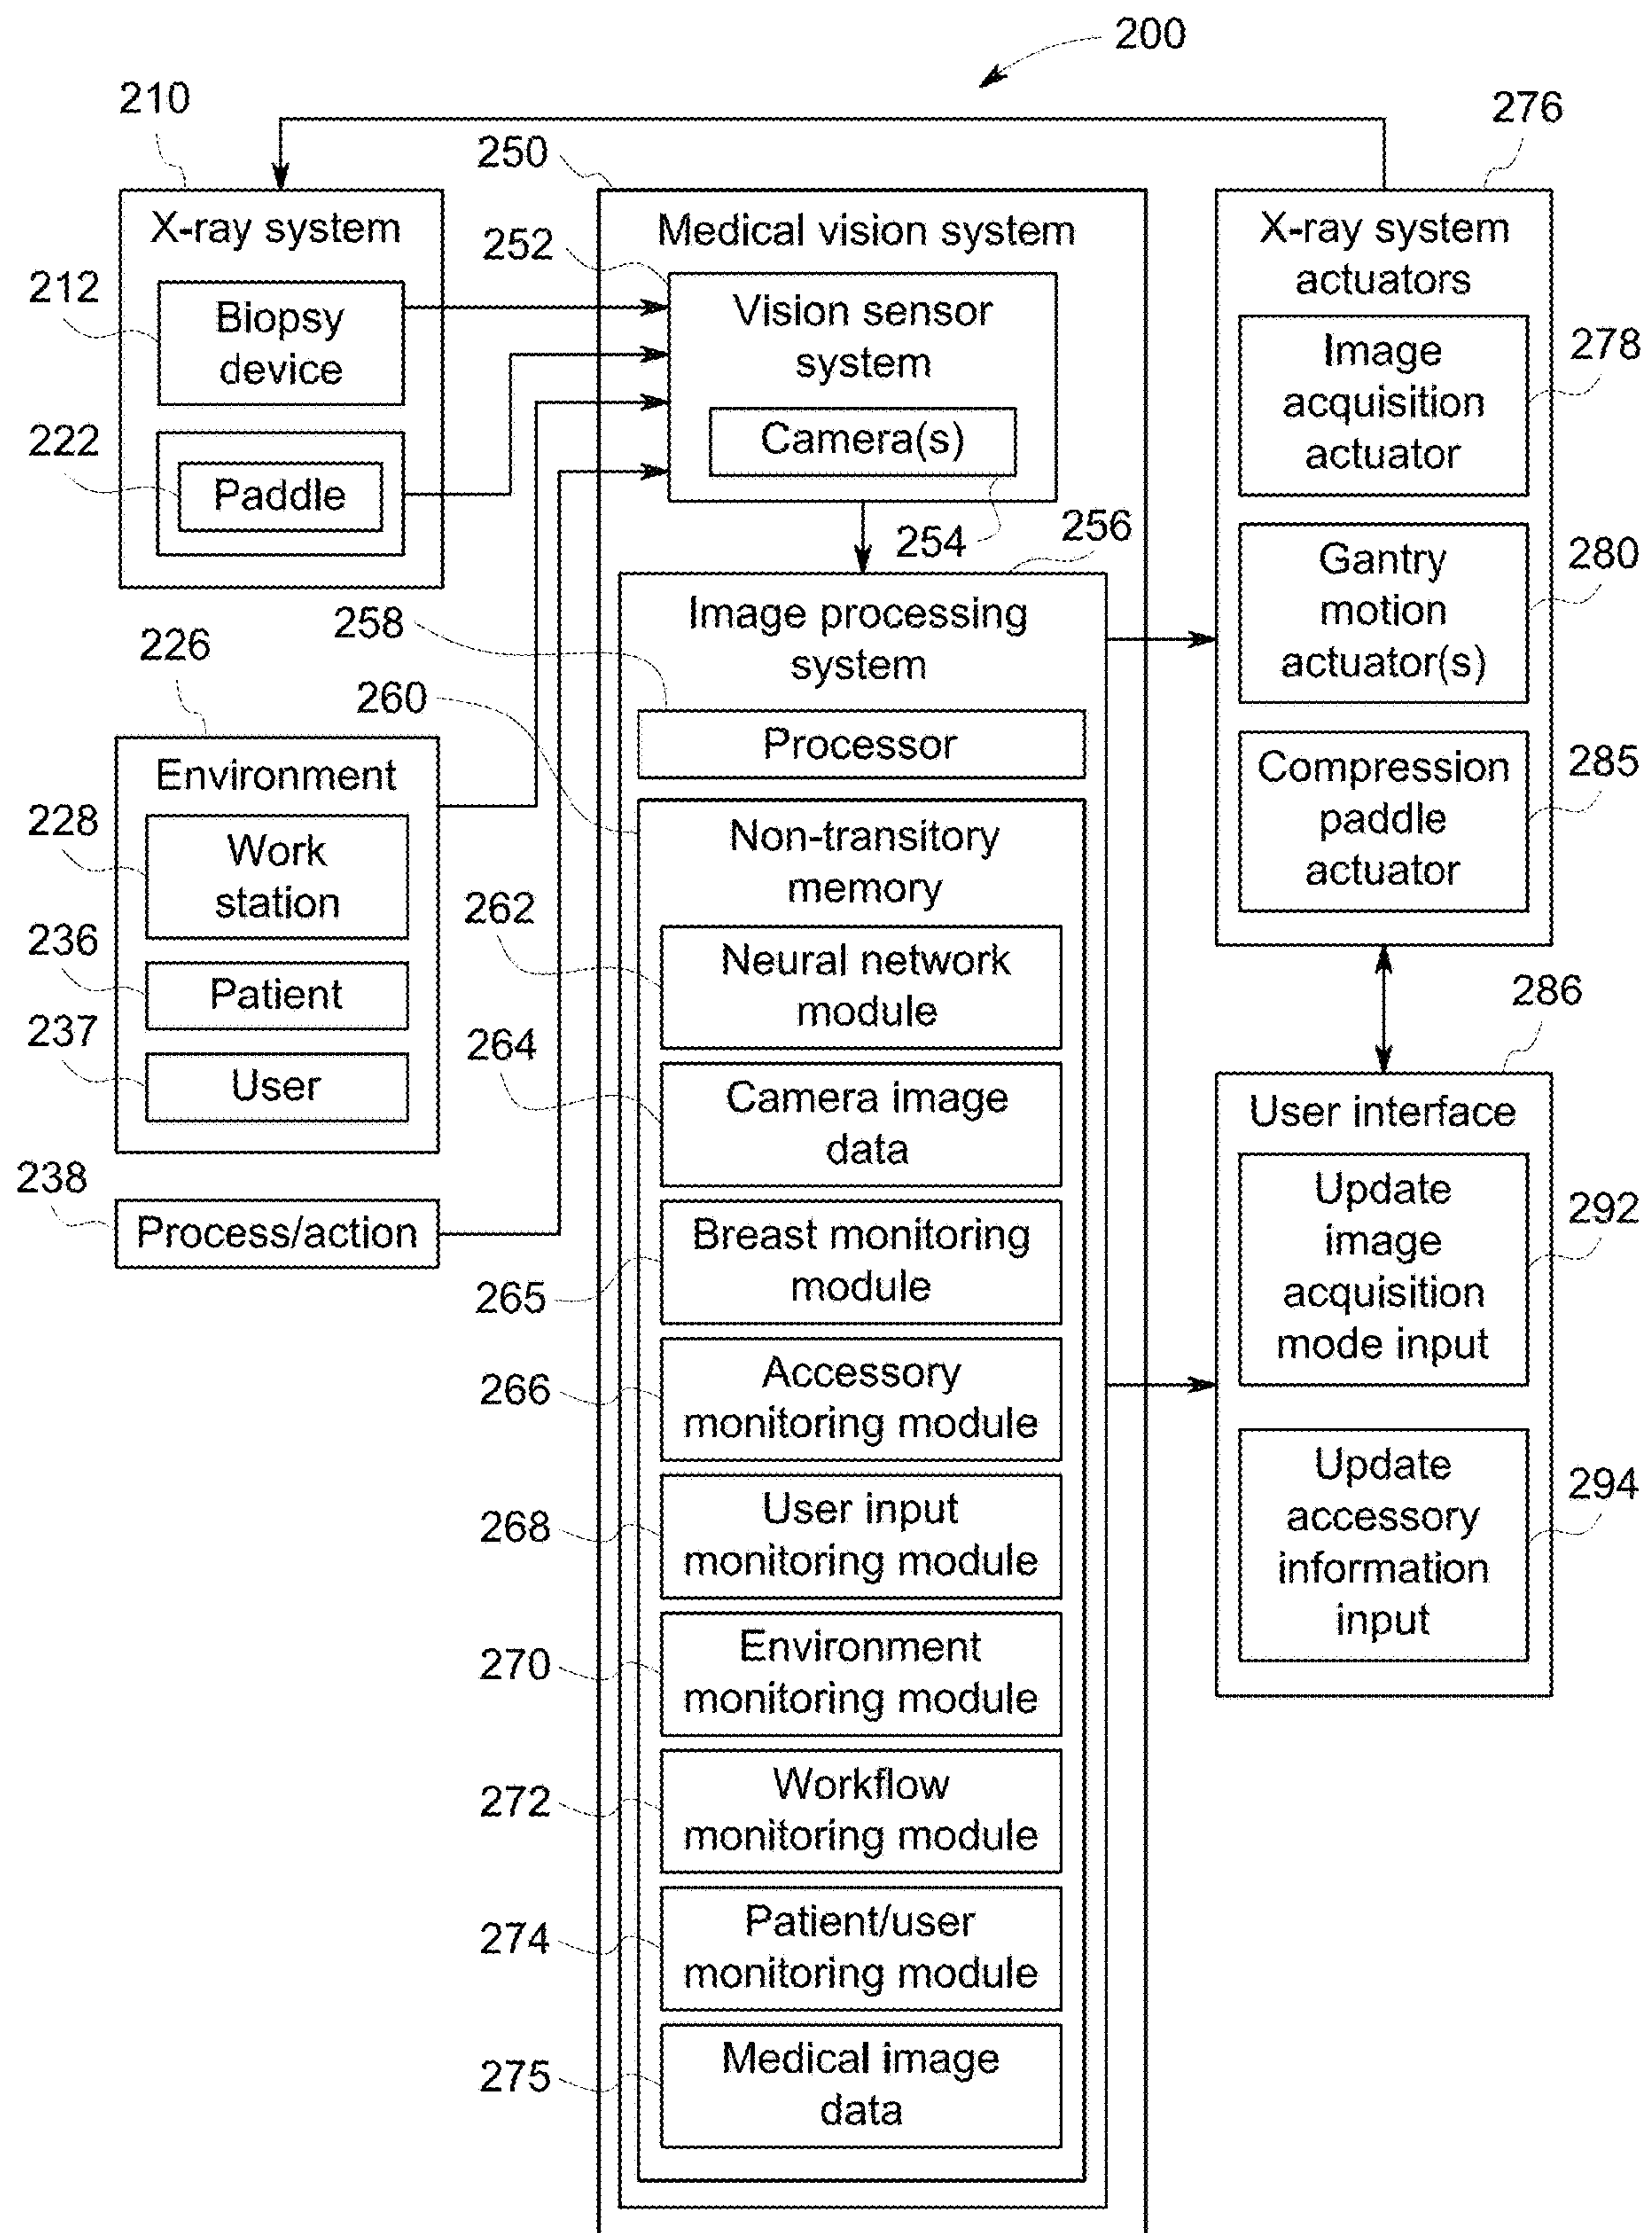 200
210
X-ray system
212
Biopsy
device
222
Paddle
226
Environment
228
Work
station
236
Patient
237
User
238
Process/action
250
Medical vision system
252
Vision sensor
system
Camera(s)
254
256
Image processing
system
258
Processor
260
Non-transitory
memory
262
Neural network
module
264
Camera image
data
265
Breast monitoring
module
266
Accessory
monitoring module
268
User input
monitoring module
270
Environment
monitoring module
272
Workflow
monitoring module
274
Patient/user
monitoring module
275
Medical image
data
276
X-ray system
actuators
278
Image
acquisition
actuator
280
Gantry
motion
actuator(s)
285
Compression
paddle
actuator
286
User interface
292
Update
image
acquisition
mode input
294
Update
accessory
information
input